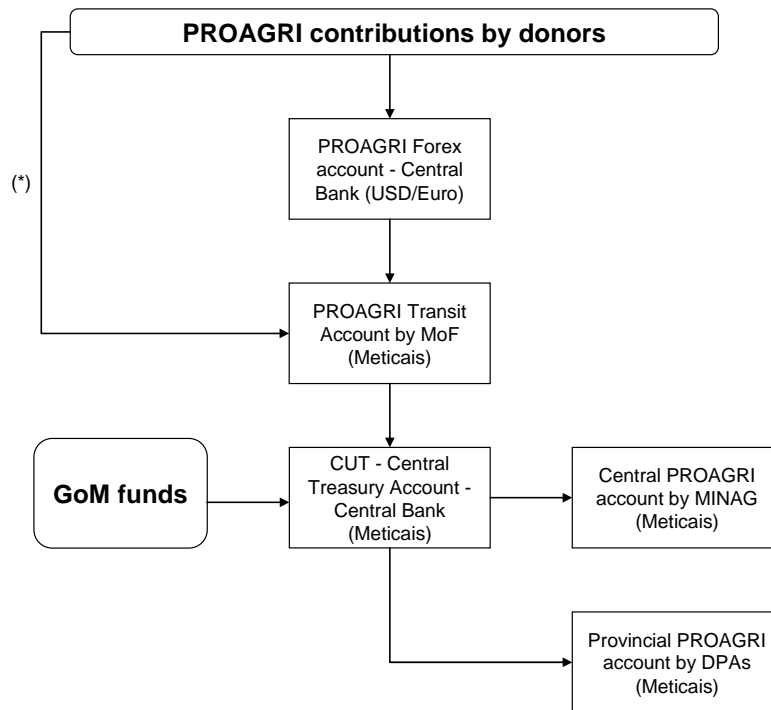 PROAGRI contributions by donors
PROAGRI Forex
account - Central
Bank (USD/Euro)
(*)
PROAGRI Transit
Account by MoF
(Meticais)
GoM funds
CUT - Central
Treasury Account -
Central Bank
(Meticais)
Central PROAGRI
account by MINAG
(Meticais)
Provincial PROAGRI
account by DPAs
(Meticais)